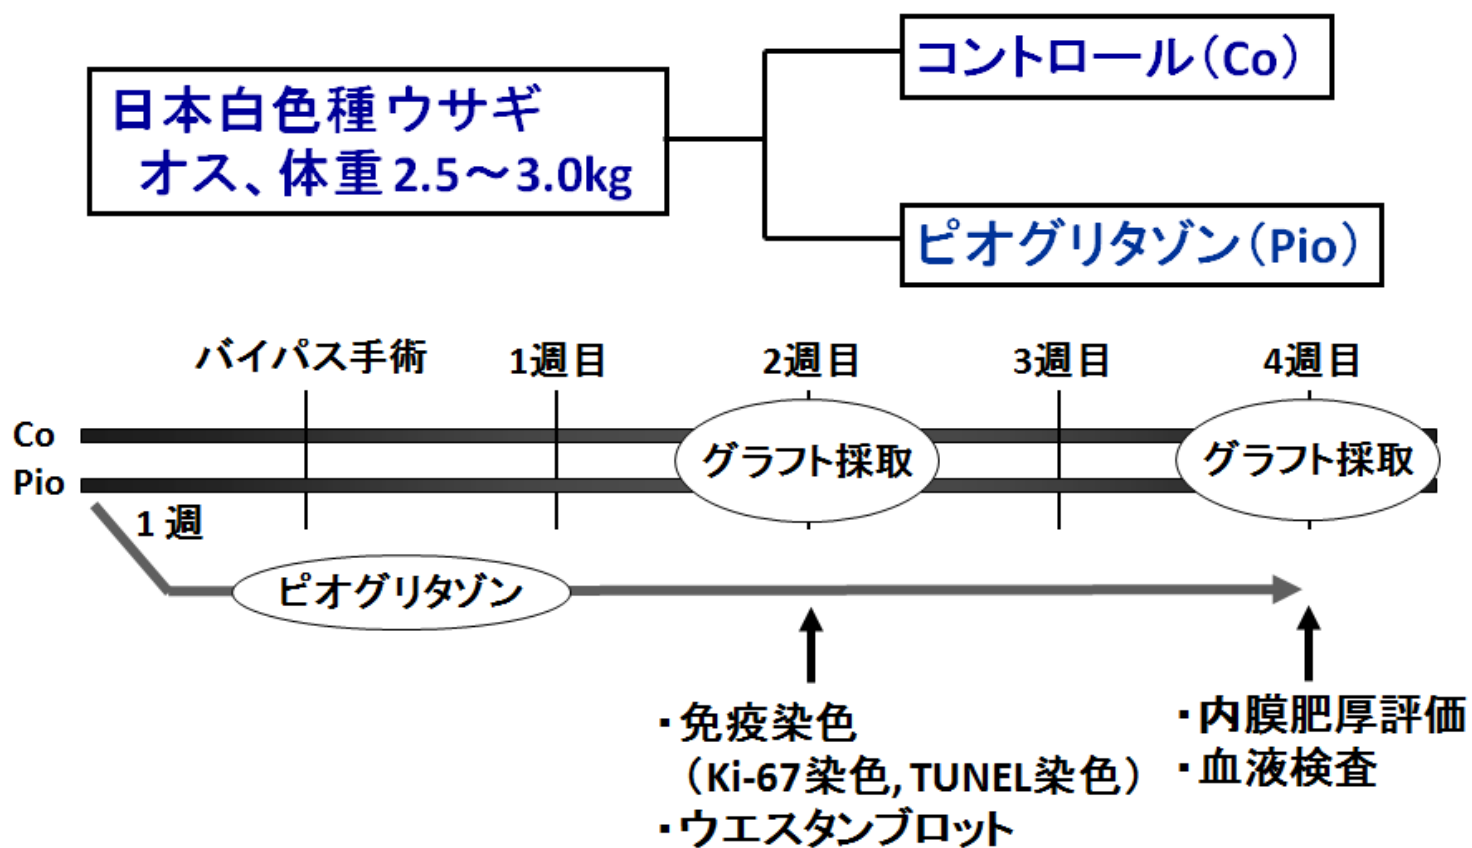 日本白色種ウサギ
オス、体重2.5～3.0kg
コントロール（Co）
ピオグリタゾン（Pio）
バイパス手術
1週目
2週目
3週目
4週目
Co
Pio
グラフト採取
グラフト採取
1週
ピオグリタゾン
・免疫染色
（Ki-67染色, TUNEL染色）
・ウエスタンブロット
・内膜肥厚評価
・血液検査